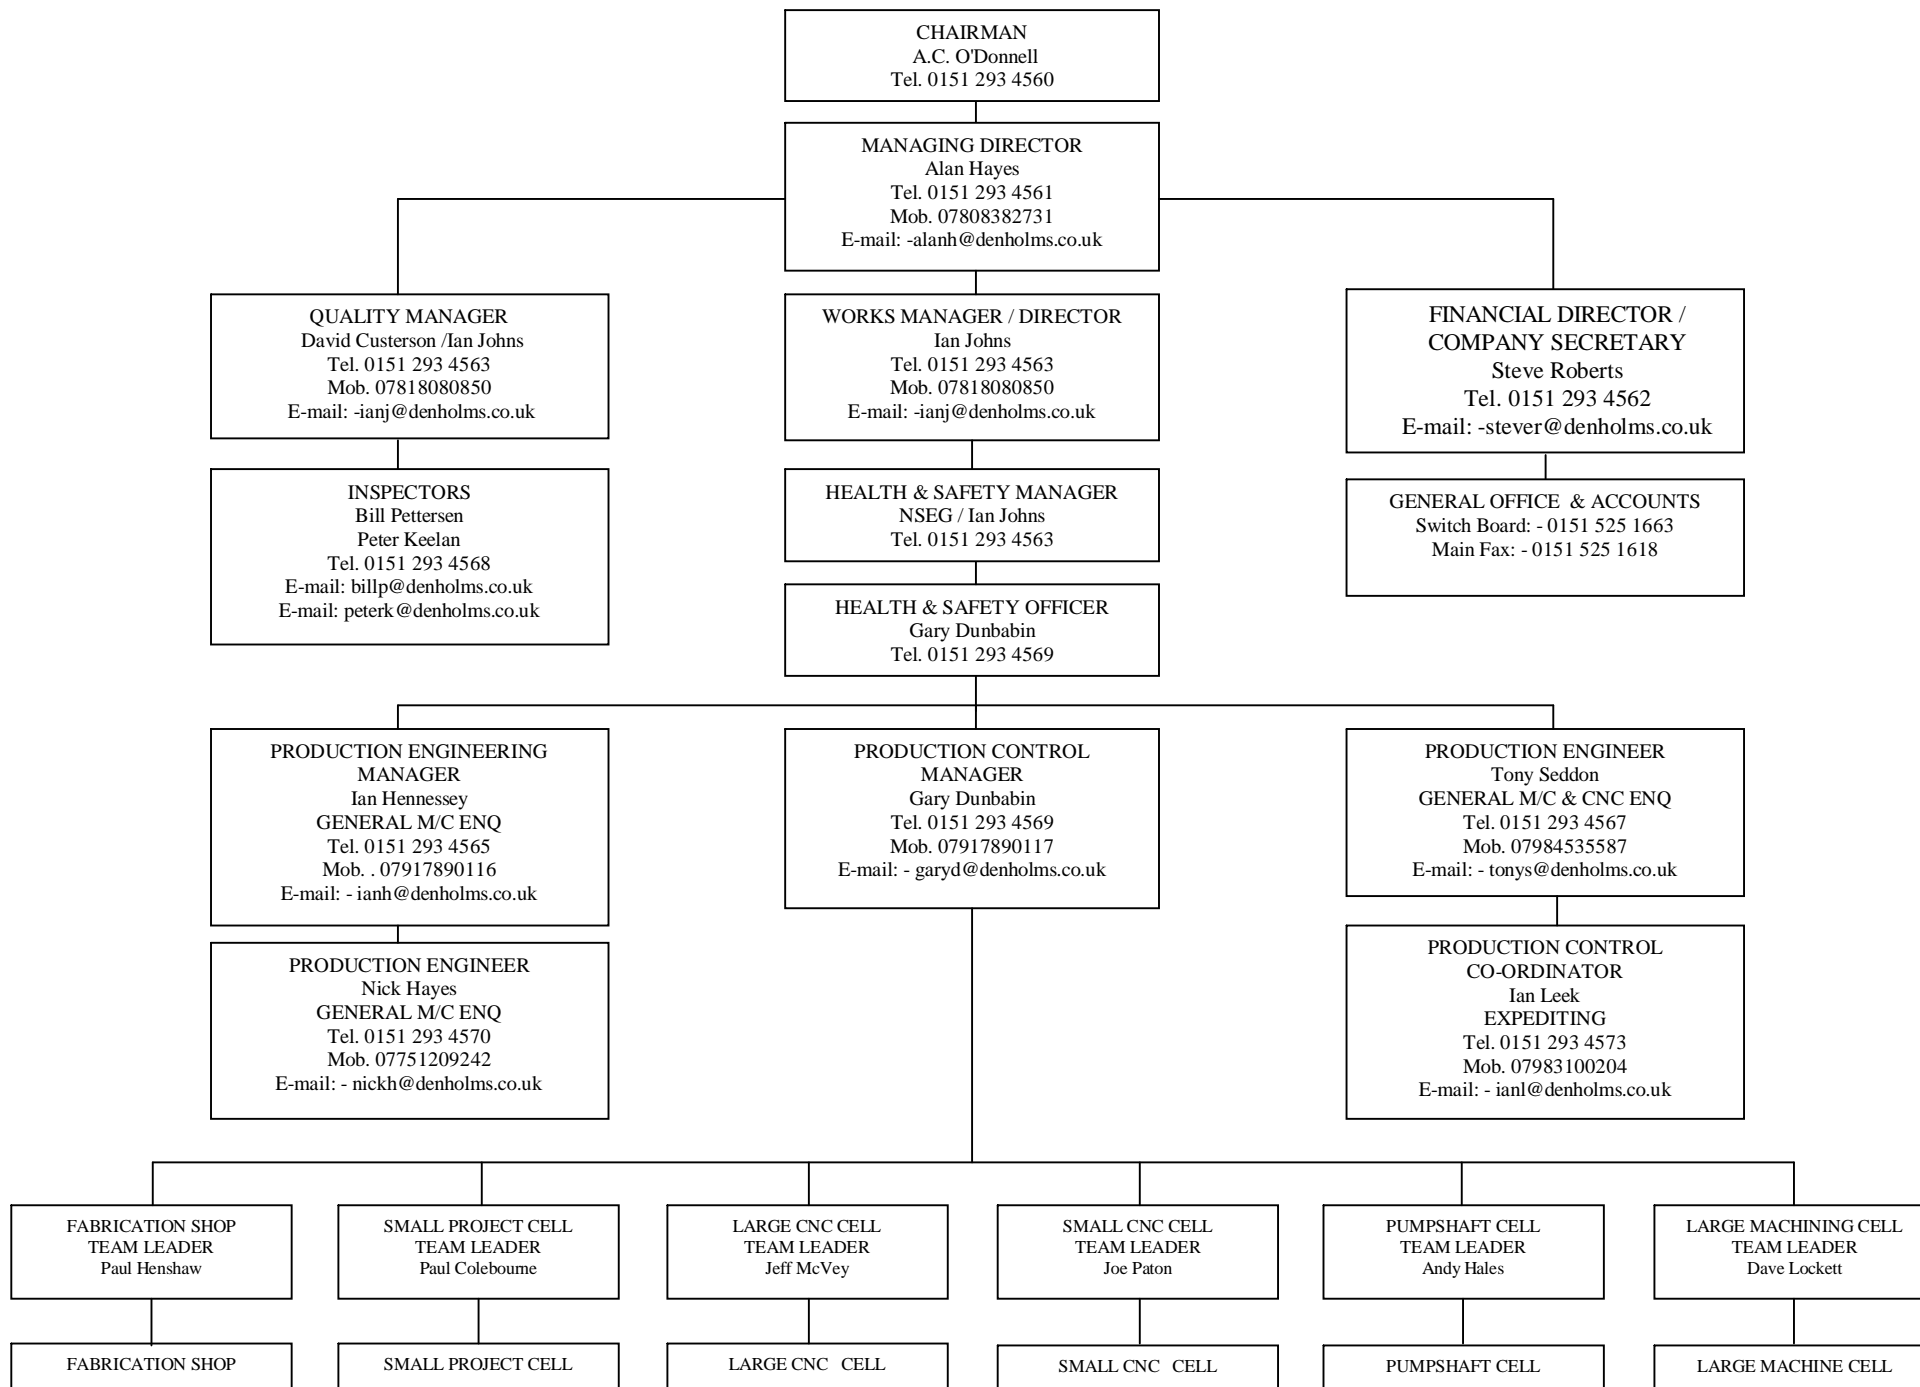 CHAIRMAN
A.C. O'Donnell
Tel. 0151 293 4560
MANAGING DIRECTOR
Alan Hayes
Tel. 0151 293 4561
Mob. 07808382731
E-mail: -alanh@denholms.co.uk
QUALITY MANAGER
David Custerson /Ian Johns
Tel. 0151 293 4563
Mob. 07818080850
E-mail: -ianj@denholms.co.uk
WORKS MANAGER / DIRECTOR
Ian Johns
Tel. 0151 293 4563
Mob. 07818080850
E-mail: -ianj@denholms.co.uk
FINANCIAL DIRECTOR /
COMPANY SECRETARY
Steve Roberts
Tel. 0151 293 4562
E-mail: -stever@denholms.co.uk
INSPECTORS
Bill Pettersen
Peter Keelan
Tel. 0151 293 4568
E-mail: billp@denholms.co.uk
E-mail: peterk@denholms.co.uk
HEALTH & SAFETY MANAGER
NSEG / Ian Johns
Tel. 0151 293 4563
GENERAL OFFICE & ACCOUNTS
Switch Board: - 0151 525 1663
Main Fax: - 0151 525 1618
HEALTH & SAFETY OFFICER
Gary Dunbabin
Tel. 0151 293 4569
PRODUCTION ENGINEERING
MANAGER
Ian Hennessey
GENERAL M/C ENQ
Tel. 0151 293 4565
Mob. . 07917890116
E-mail: - ianh@denholms.co.uk
PRODUCTION CONTROL
MANAGER
Gary Dunbabin
Tel. 0151 293 4569
Mob. 07917890117
E-mail: - garyd@denholms.co.uk
PRODUCTION ENGINEER
Tony Seddon
GENERAL M/C & CNC ENQ
Tel. 0151 293 4567
Mob. 07984535587
E-mail: - tonys@denholms.co.uk
PRODUCTION ENGINEER
Nick Hayes
GENERAL M/C ENQ
Tel. 0151 293 4570
Mob. 07751209242
E-mail: - nickh@denholms.co.uk
PRODUCTION CONTROL
CO-ORDINATOR
Ian Leek
EXPEDITING
Tel. 0151 293 4573
Mob. 07983100204
E-mail: - ianl@denholms.co.uk
FABRICATION SHOP
TEAM LEADER
Paul Henshaw
SMALL PROJECT CELL
TEAM LEADER
Paul Colebourne
LARGE CNC CELL
TEAM LEADER
Jeff McVey
SMALL CNC CELL
TEAM LEADER
Joe Paton
PUMPSHAFT CELL
TEAM LEADER
Andy Hales
LARGE MACHINING CELL
TEAM LEADER
Dave Lockett
FABRICATION SHOP
SMALL PROJECT CELL
LARGE CNC CELL
SMALL CNC CELL
PUMPSHAFT CELL
LARGE MACHINE CELL